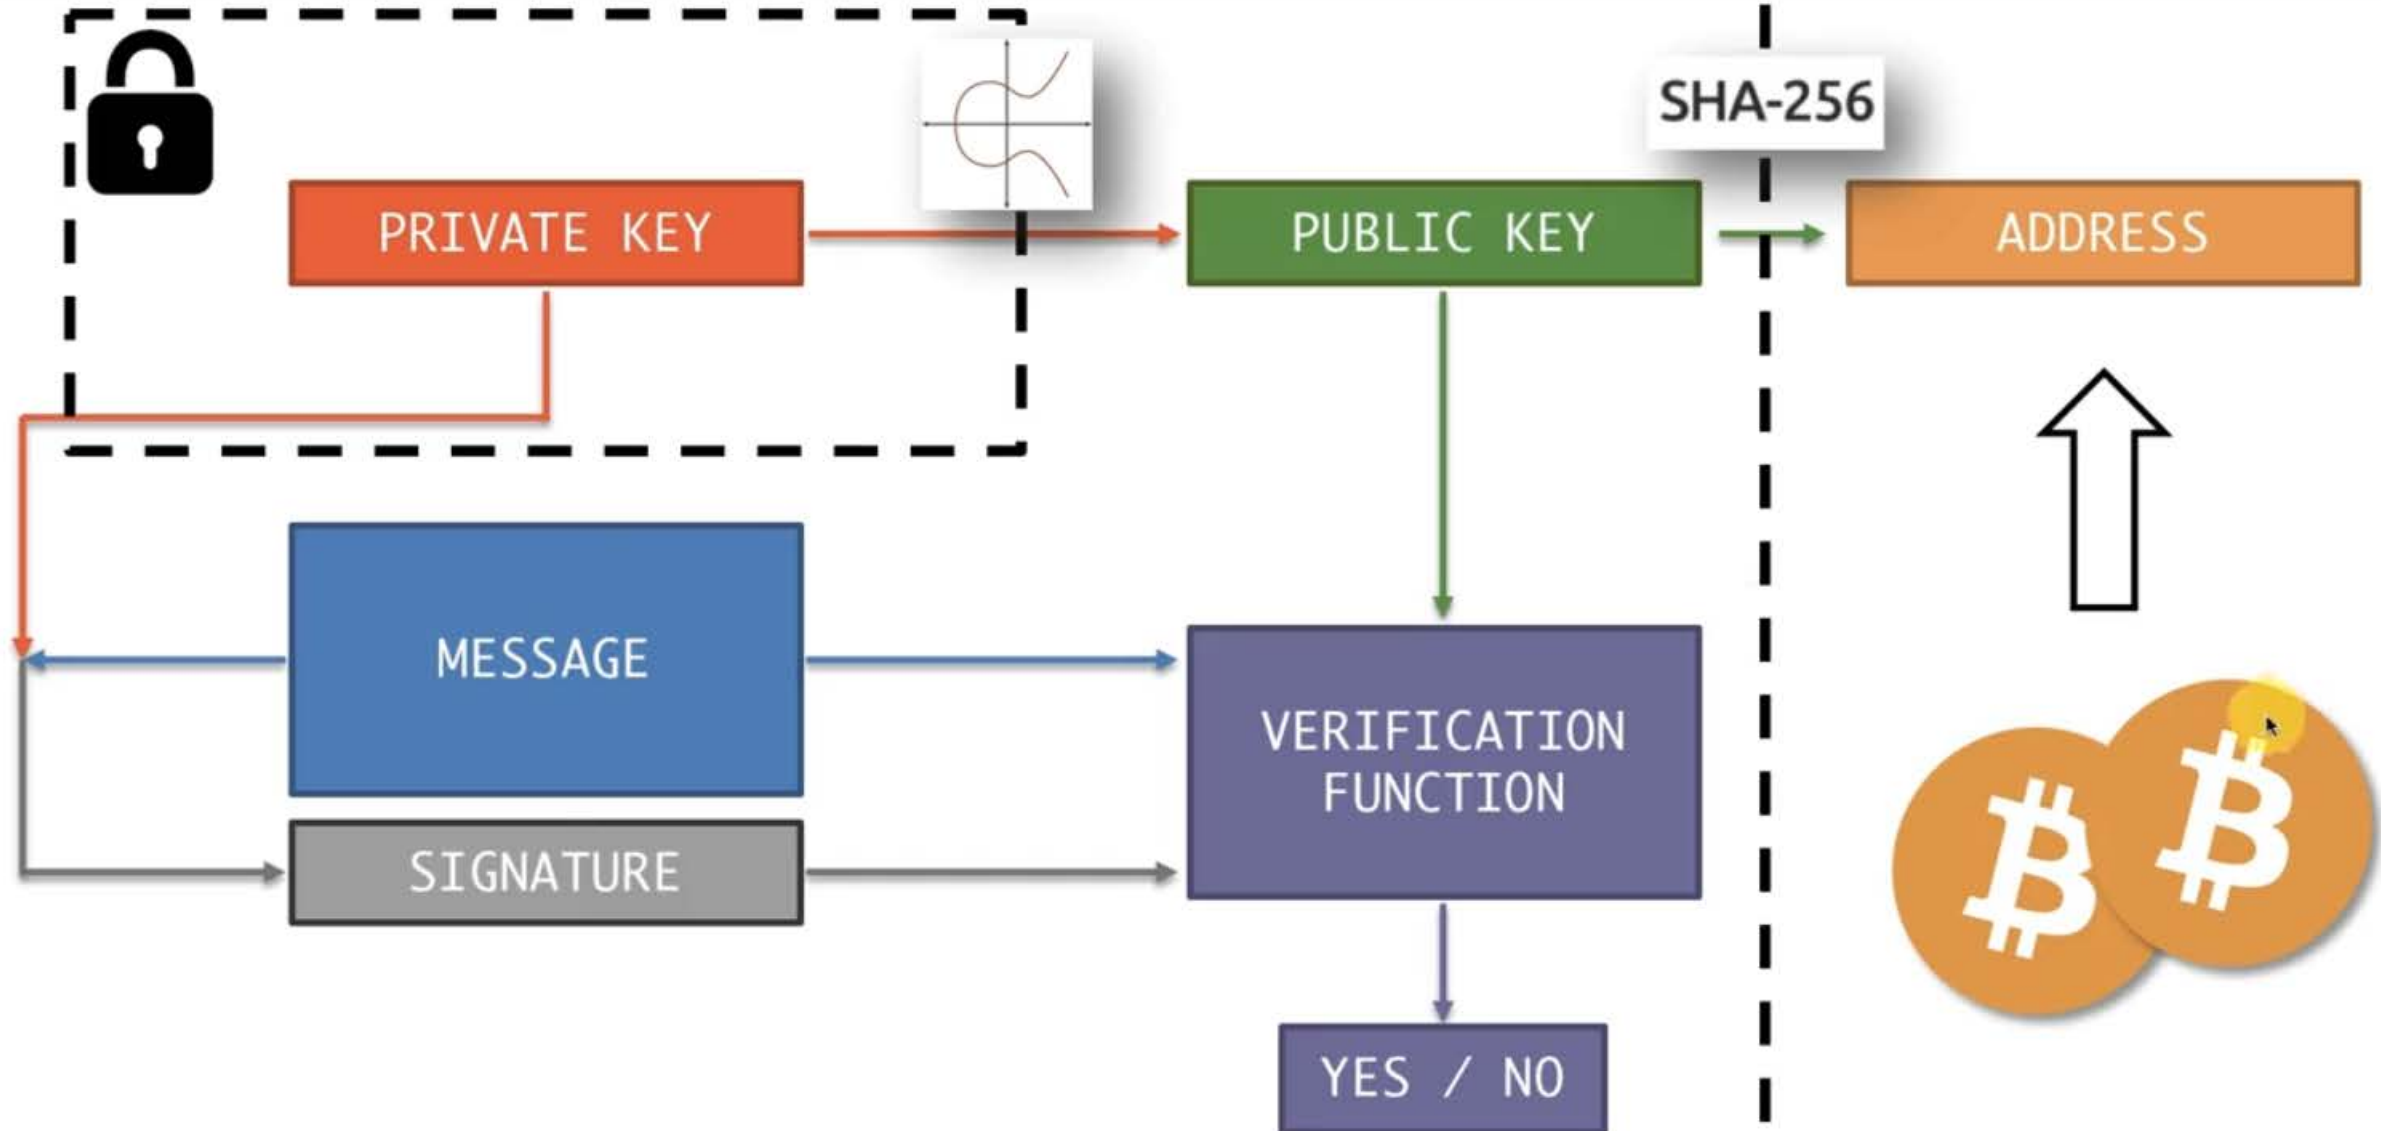 SHA-256
PRIVATE KEY
PUBLIC KEY
ADDRESS
MESSAGE
VERIFICATION
FUNCTION
SIGNATURE
YES / NO